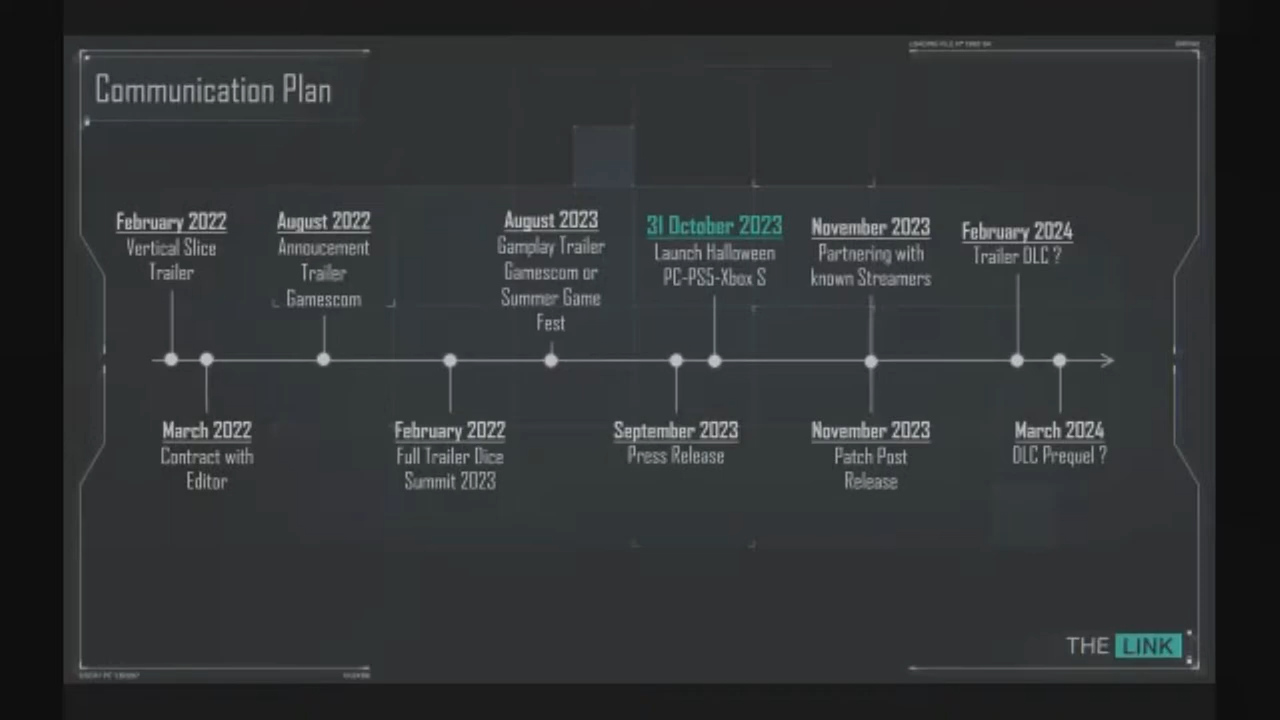 Communication Plan
February 2022
Vertical Slice
Trailer
August 2022
Annoucement
Trailer
Gamescom
August 2023
Gamplay Trailer
Gamescom or
Summer Game
Fest
31 October 2023
Launch Halloween
PC-PS5-Xbox S
November 2023
Partnering with
known Streamers
February 2024
Trailer DLC ?
March 2022
Contract with
Editor
February 2022
Full Trailer Dice
Summit 2023
September 2023
Press Release
November 2023
Patch Post
Release
March 2024
DLC Prequel ?
THE LINK